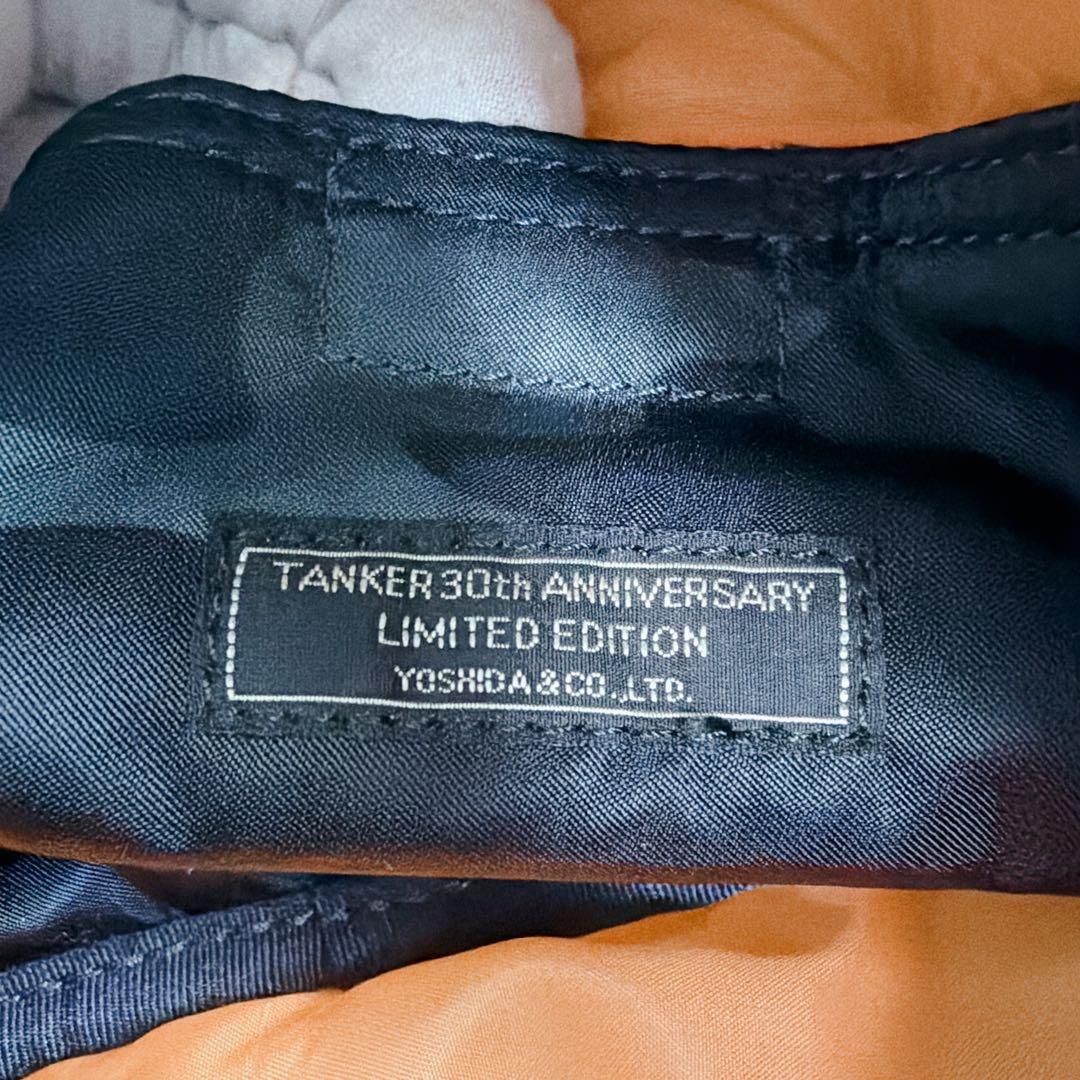 TANKER 30th ANNIVERSARY
LIMITED EDITION
YOSHIDA & CO., LTD.